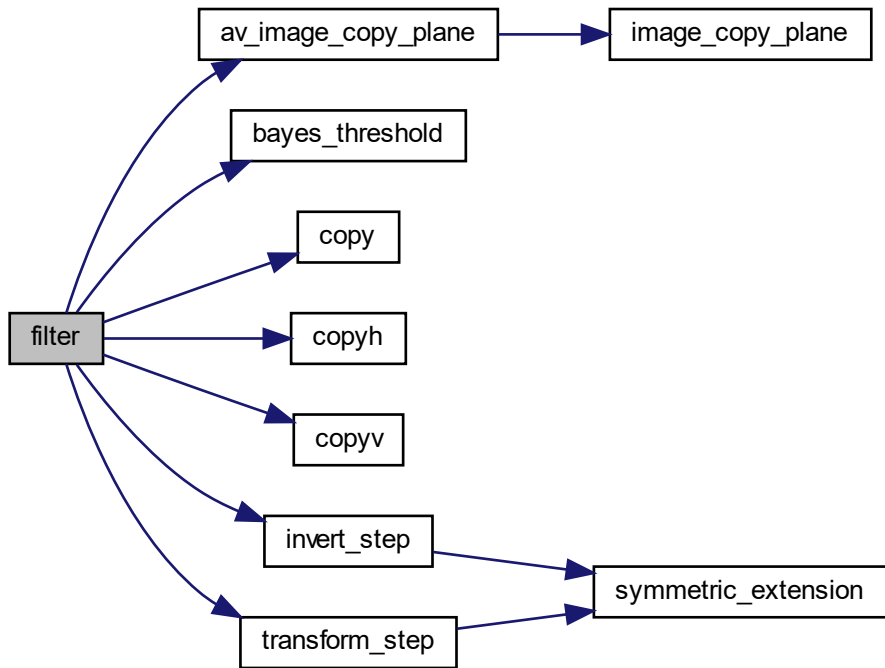 av_image_copy_plane
image_copy_plane
bayes_threshold
copy
filter
copyh
copyv
invert_step
symmetric_extension
transform_step